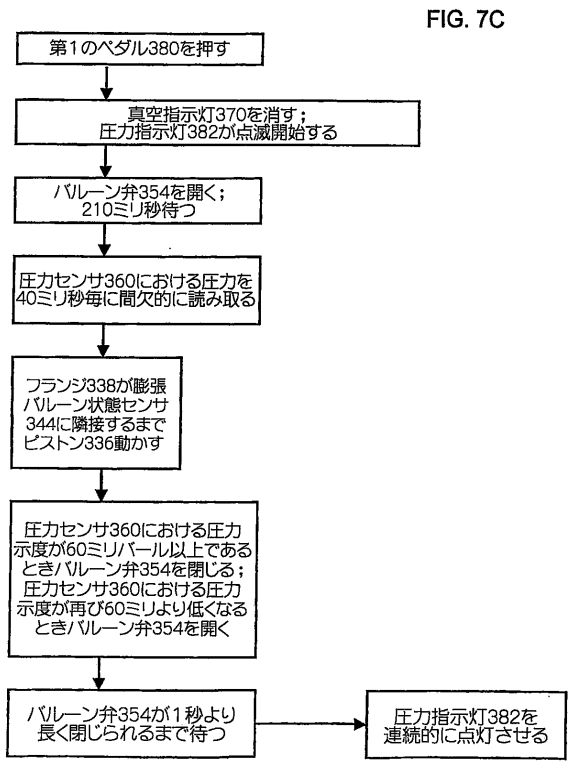 FIG. 7C
第1のペダル380を押す
真空指示灯370を消す;
圧力指示灯382が点滅開始する
バルーン弁354を開く;
210ミリ秒待つ
圧力センサ360における圧力を
40ミリ秒毎に間欠的に読み取る
フランジ338が膨張
バルーン状態センサ
344に隣接するまで
ピストン336動かす
圧力センサ360における圧力
示度が60ミリバール以上である
ときバルーン弁354を閉じる;
圧力センサ360における圧力
示度が再び60ミリより低くなる
ときバルーン弁354を開く
バルーン弁354が1秒より
長く閉じられるまで待つ
圧力指示灯382を
連続的に点灯させる